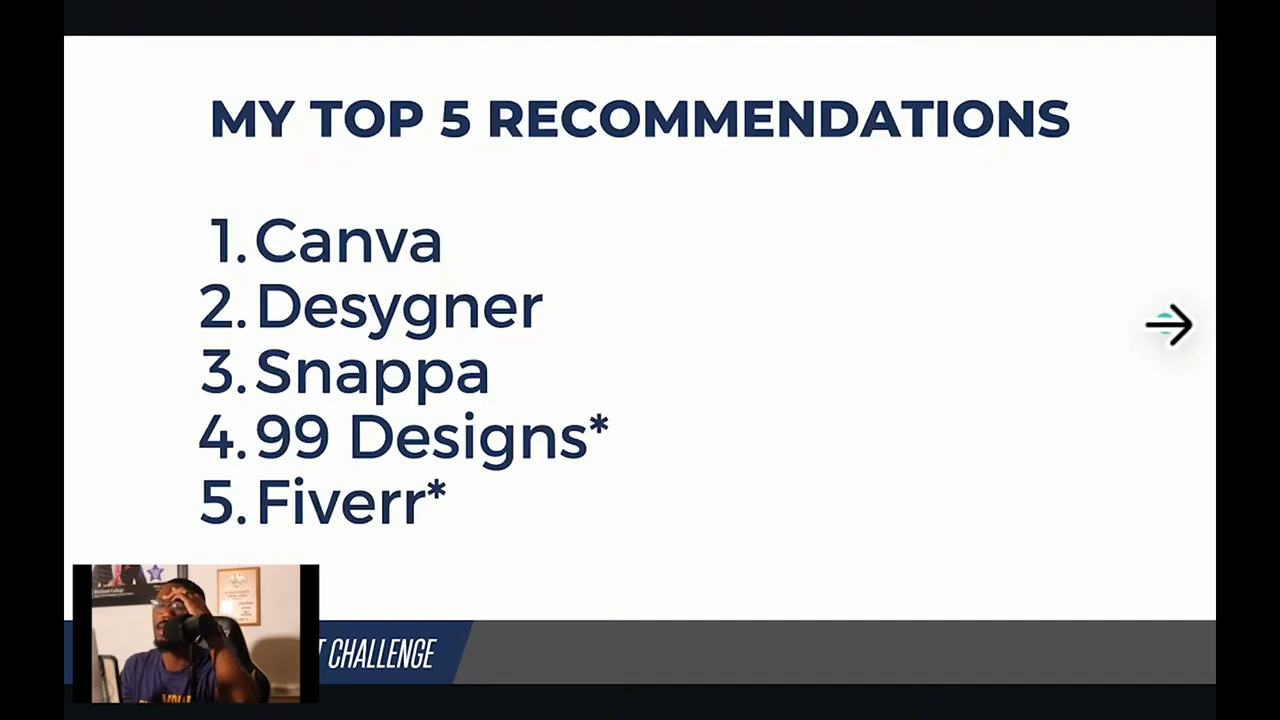 MY TOP 5 RECOMMENDATIONS
1. Canva
2. Desygner
3. Snappa
4. 99 Designs*
5. Fiverr*
T CHALLENGE